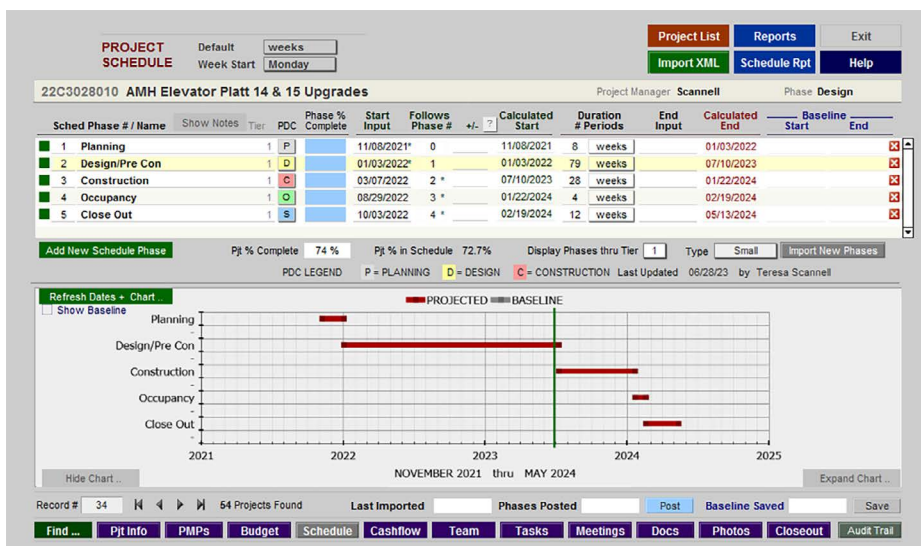 PROJECT SCHEDULE
Default weeks
Week Start Monday
Project List Reports Exit
Import XML Schedule Rpt Help
22C3028010 AMH Elevator Platt 14 & 15 Upgrades Project Manager Scannell Phase Design
Sched Phase # / Name Show Notes Tier PDC Phase % Complete Start Input Follows Phase # +/- ? Calculated Start Duration # Periods End Input Calculated End Baseline Start End
1 Planning 1 P 11/08/2021* 0 11/08/2021 8 weeks 01/03/2022
2 Design/Pre Con 1 D 01/03/2022* 1 01/03/2022 79 weeks 07/10/2023
3 Construction 1 C 03/07/2022 2 * 07/10/2023 28 weeks 01/22/2024
4 Occupancy 1 O 08/29/2022 3 * 01/22/2024 4 weeks 02/19/2024
5 Close Out 1 S 10/03/2022 4 * 02/19/2024 12 weeks 05/13/2024
Add New Schedule Phase Pjt % Complete 74 % Pjt % in Schedule 72.7% Display Phases thru Tier 1 Type Small Import New Phases
PDC LEGEND P = PLANNING D = DESIGN C = CONSTRUCTION Last Updated 06/28/23 by Teresa Scannell
Refresh Dates + Chart ..
Show Baseline
PROJECTED BASELINE
Planning
Design/Pre Con
Construction
Occupancy
Close Out
2021 2022 2023 2024 2025
Hide Chart .. NOVEMBER 2021 thru MAY 2024 Expand Chart ..
Record # 34 54 Projects Found Last Imported Phases Posted Post Baseline Saved Save
Find ... Pjt Info PMPs Budget Schedule Cashflow Team Tasks Meetings Docs Photos Closeout Audit Trail